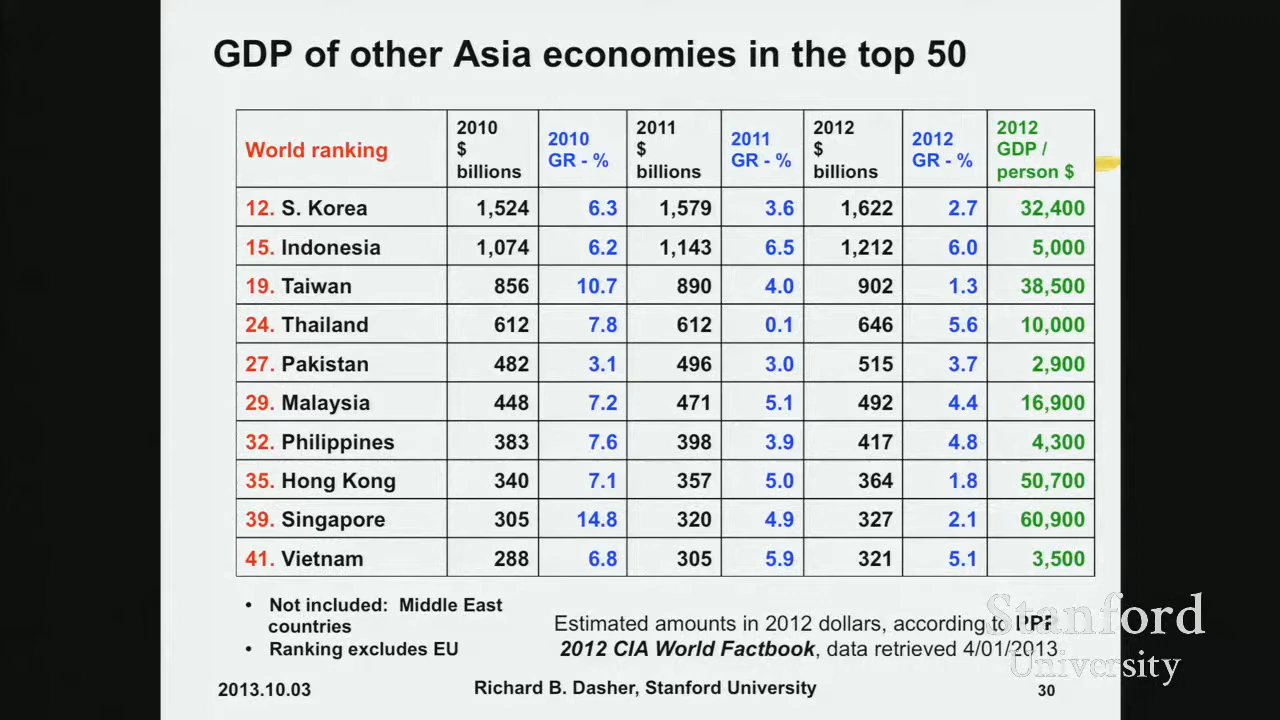 GDP of other Asia economies in the top 50
World ranking | 2010 $ billions | 2010 GR - % | 2011 $ billions | 2011 GR - % | 2012 $ billions | 2012 GR - % | 2012 GDP / person $
12. S. Korea 1,524 6.3 1,579 3.6 1,622 2.7 32,400
15. Indonesia 1,074 6.2 1,143 6.5 1,212 6.0 5,000
19. Taiwan 856 10.7 890 4.0 902 1.3 38,500
24. Thailand 612 7.8 612 0.1 646 5.6 10,000
27. Pakistan 482 3.1 496 3.0 515 3.7 2,900
29. Malaysia 448 7.2 471 5.1 492 4.4 16,900
32. Philippines 383 7.6 398 3.9 417 4.8 4,300
35. Hong Kong 340 7.1 357 5.0 364 1.8 50,700
39. Singapore 305 14.8 320 4.9 327 2.1 60,900
41. Vietnam 288 6.8 305 5.9 321 5.1 3,500
• Not included: Middle East
countries
• Ranking excludes EU
Estimated amounts in 2012 dollars, according to PPP
2012 CIA World Factbook, data retrieved 4/01/2013
Stanford
University
2013.10.03
Richard B. Dasher, Stanford University
30